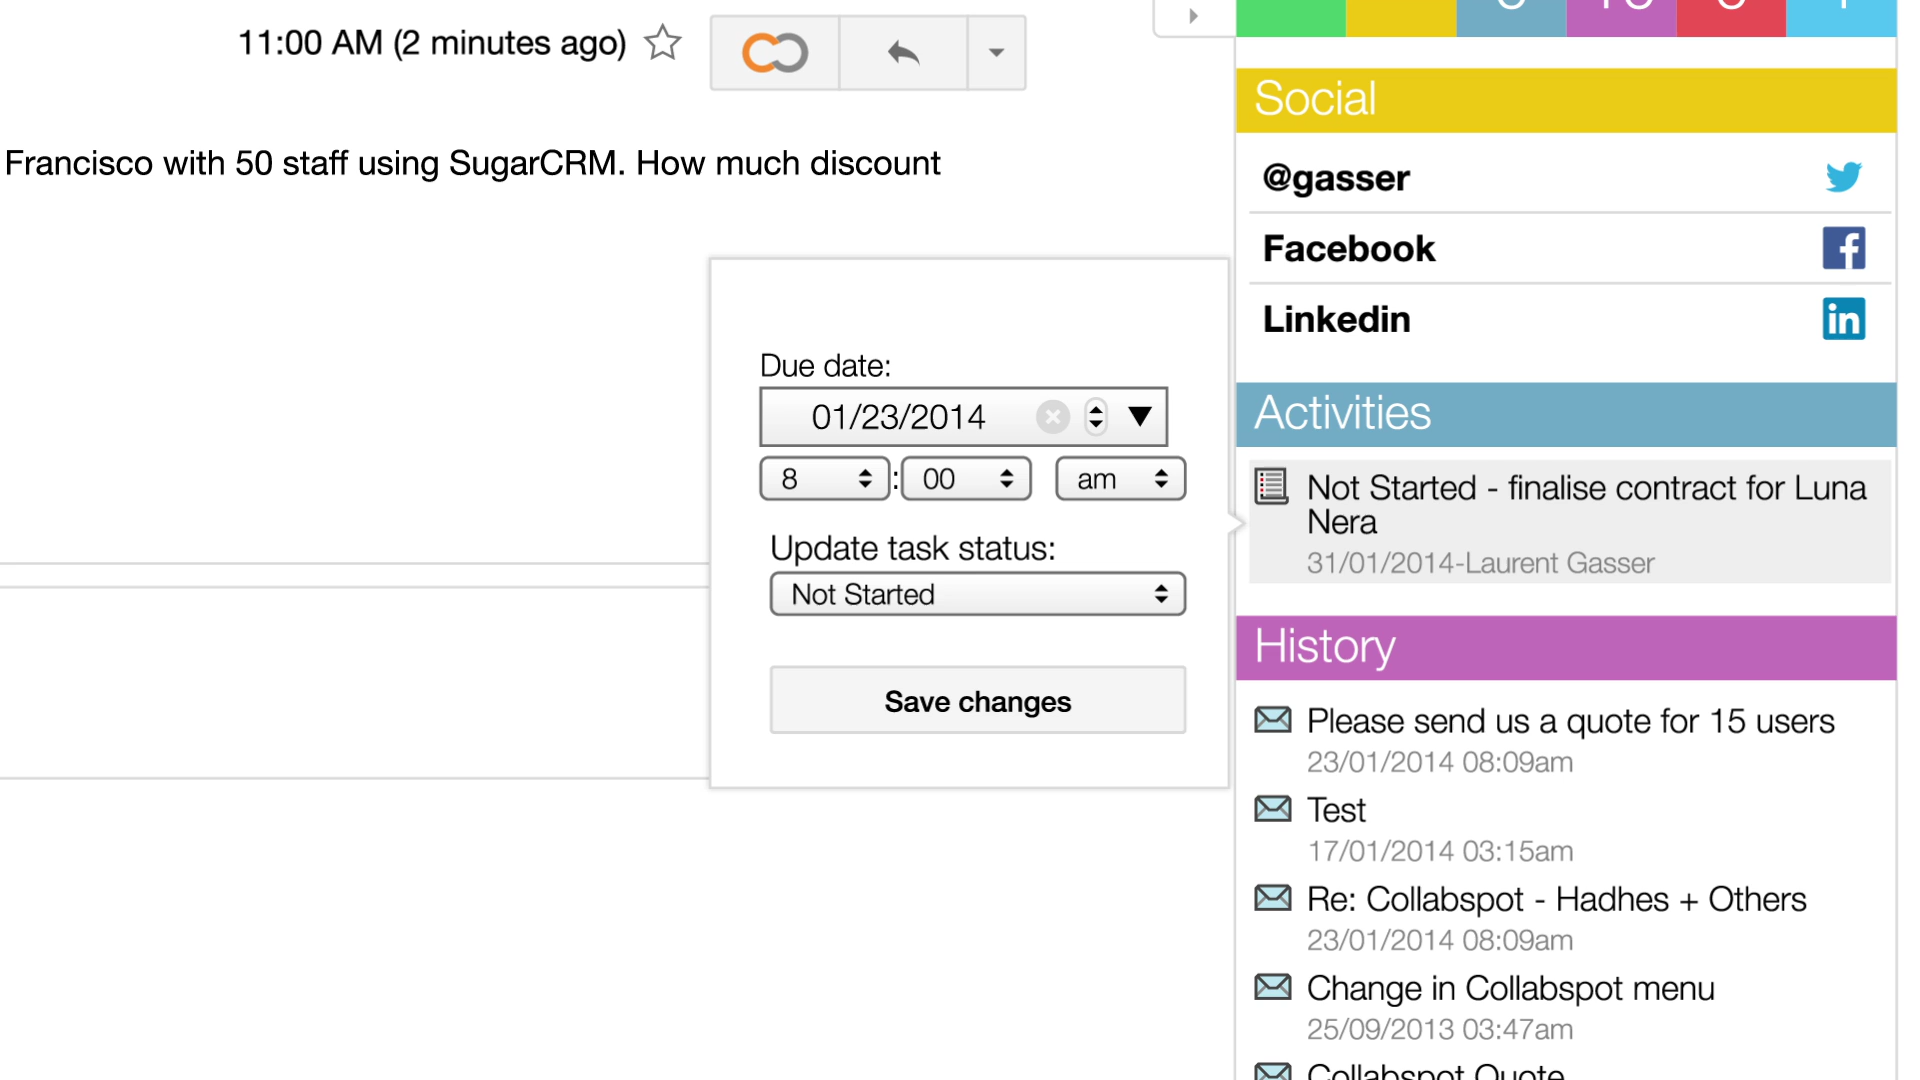 11:00 AM (2 minutes ago)
Francisco with 50 staff using SugarCRM. How much discount
Due date:
01/23/2014
8 : 00 am
Update task status:
Not Started
Save changes
Social
@gasser
Facebook
Linkedin
Activities
Not Started - finalise contract for Luna
Nera
31/01/2014-Laurent Gasser
History
Please send us a quote for 15 users
23/01/2014 08:09am
Test
17/01/2014 03:15am
Re: Collabspot - Hadhes + Others
23/01/2014 08:09am
Change in Collabspot menu
25/09/2013 03:47am
Collabspot Quote